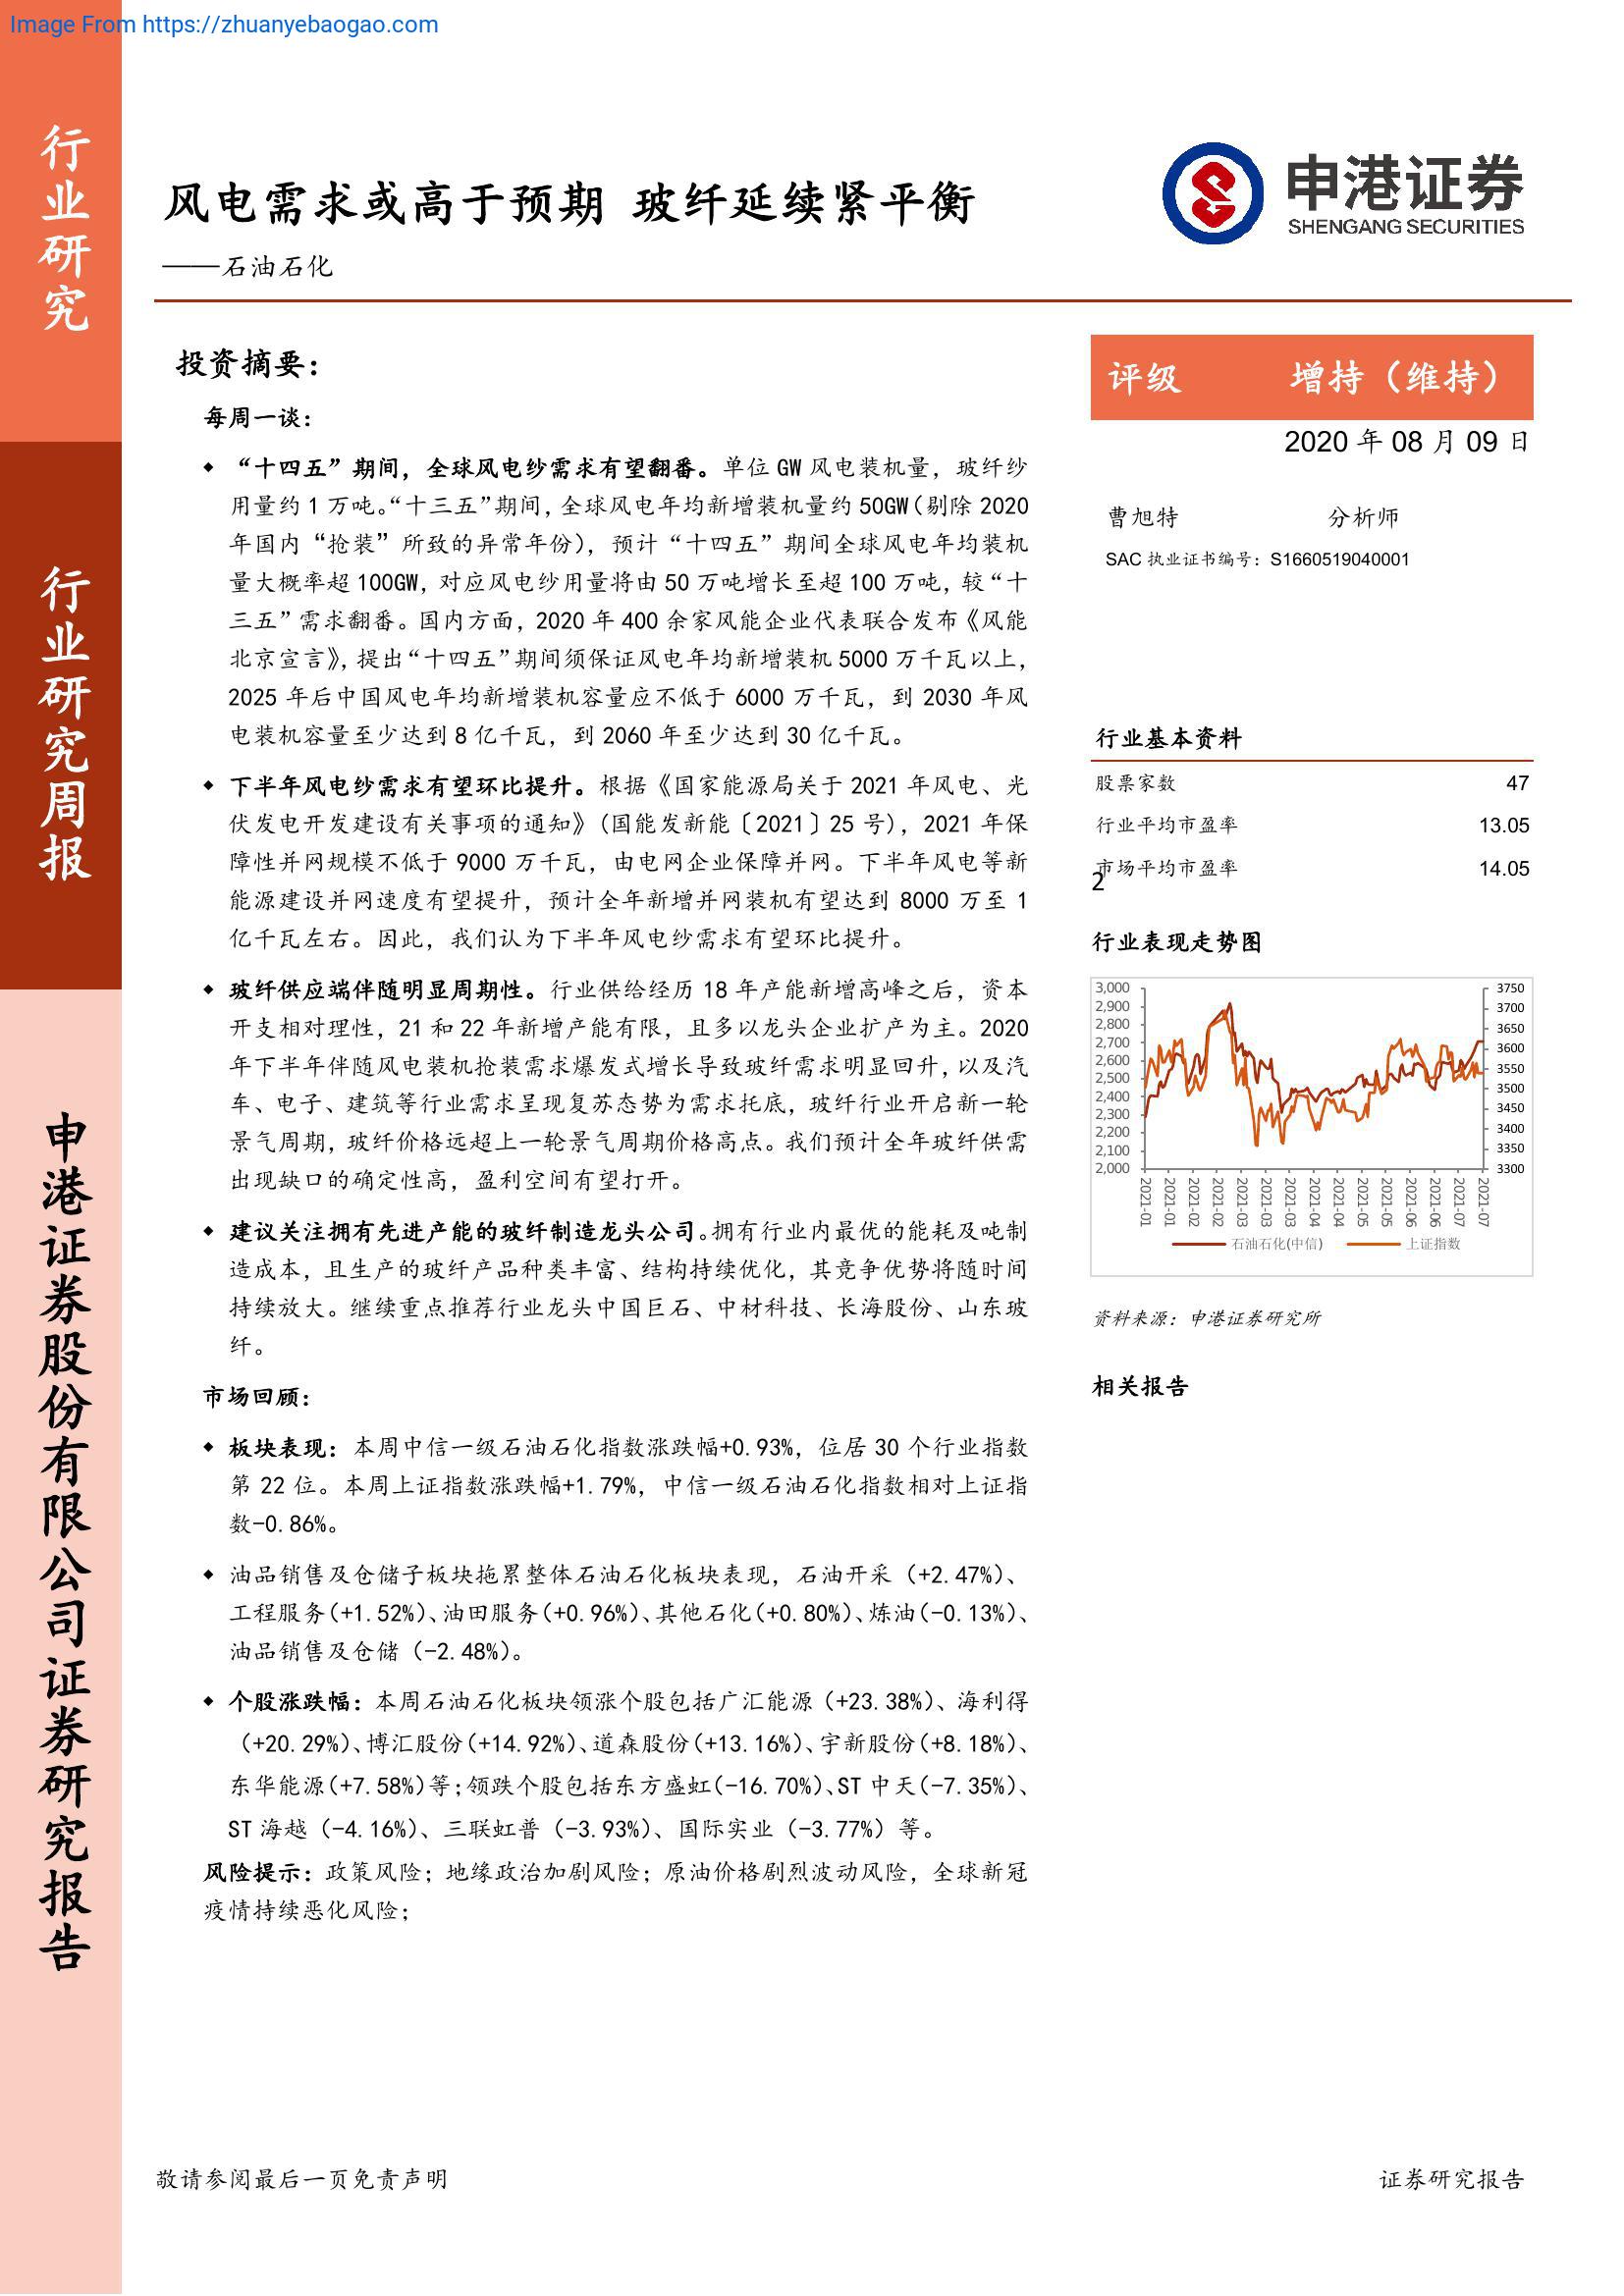 Image From https://zhuanyebaogao.com
行业研究
行业研究周报
申港证券股份有限公司证券研究报告
风电需求或高于预期 玻纤延续紧平衡
——石油石化
申港证券
SHENGANG SECURITIES
投资摘要：
每周一谈：
◆ “十四五”期间，全球风电纱需求有望翻番。单位 GW 风电装机量，玻纤纱
用量约 1 万吨。“十三五”期间，全球风电年均新增装机量约 50GW（剔除 2020
年国内“抢装”所致的异常年份），预计“十四五”期间全球风电年均装机
量大概率超 100GW，对应风电纱用量将由 50 万吨增长至超 100 万吨，较“十
三五”需求翻番。国内方面，2020 年 400 余家风能企业代表联合发布《风能
北京宣言》，提出“十四五”期间须保证风电年均新增装机 5000 万千瓦以上，
2025 年后中国风电年均新增装机容量应不低于 6000 万千瓦，到 2030 年风
电装机容量至少达到 8 亿千瓦，到 2060 年至少达到 30 亿千瓦。
◆ 下半年风电纱需求有望环比提升。根据《国家能源局关于 2021 年风电、光
伏发电开发建设有关事项的通知》（国能发新能〔2021〕25 号），2021 年保
障性并网规模不低于 9000 万千瓦，由电网企业保障并网。下半年风电等新
能源建设并网速度有望提升，预计全年新增并网装机有望达到 8000 万至 1
亿千瓦左右。因此，我们认为下半年风电纱需求有望环比提升。
◆ 玻纤供应端伴随明显周期性。行业供给经历 18 年产能新增高峰之后，资本
开支相对理性，21 和 22 年新增产能有限，且多以龙头企业扩产为主。2020
年下半年伴随风电装机抢装需求爆发式增长导致玻纤需求明显回升，以及汽
车、电子、建筑等行业需求呈现复苏态势为需求托底，玻纤行业开启新一轮
景气周期，玻纤价格远超上一轮景气周期价格高点。我们预计全年玻纤供需
出现缺口的确定性高，盈利空间有望打开。
◆ 建议关注拥有先进产能的玻纤制造龙头公司。拥有行业内最优的能耗及吨制
造成本，且生产的玻纤产品种类丰富、结构持续优化，其竞争优势将随时间
持续放大。继续重点推荐行业龙头中国巨石、中材科技、长海股份、山东玻
纤。
市场回顾：
◆ 板块表现：本周中信一级石油石化指数涨跌幅+0.93%，位居 30 个行业指数
第 22 位。本周上证指数涨跌幅+1.79%，中信一级石油石化指数相对上证指
数-0.86%。
◆ 油品销售及仓储子板块拖累整体石油石化板块表现，石油开采（+2.47%）、
工程服务（+1.52%）、油田服务（+0.96%）、其他石化（+0.80%）、炼油（-0.13%）、
油品销售及仓储（-2.48%）。
◆ 个股涨跌幅：本周石油石化板块领涨个股包括广汇能源（+23.38%）、海利得
（+20.29%）、博汇股份（+14.92%）、道森股份（+13.16%）、宇新股份（+8.18%）、
东华能源（+7.58%）等；领跌个股包括东方盛虹（-16.70%）、ST 中天（-7.35%）、
ST 海越（-4.16%）、三联虹普（-3.93%）、国际实业（-3.77%）等。
风险提示：政策风险；地缘政治加剧风险；原油价格剧烈波动风险，全球新冠
疫情持续恶化风险；
评级 增持（维持）
2020 年 08 月 09 日
曹旭特 分析师
SAC 执业证书编号：S1660519040001
行业基本资料
股票家数 47
行业平均市盈率 13.05
市场平均市盈率 14.05
2
行业表现走势图
3,000
2,900
2,800
2,700
2,600
2,500
2,400
2,300
2,200
2,100
2,000
3750
3700
3650
3600
3550
3500
3450
3400
3350
3300
2021-01
2021-01
2021-02
2021-02
2021-03
2021-03
2021-03
2021-04
2021-04
2021-05
2021-05
2021-06
2021-06
2021-07
2021-07
石油石化(中信) 上证指数
资料来源：申港证券研究所
相关报告
敬请参阅最后一页免责声明 证券研究报告